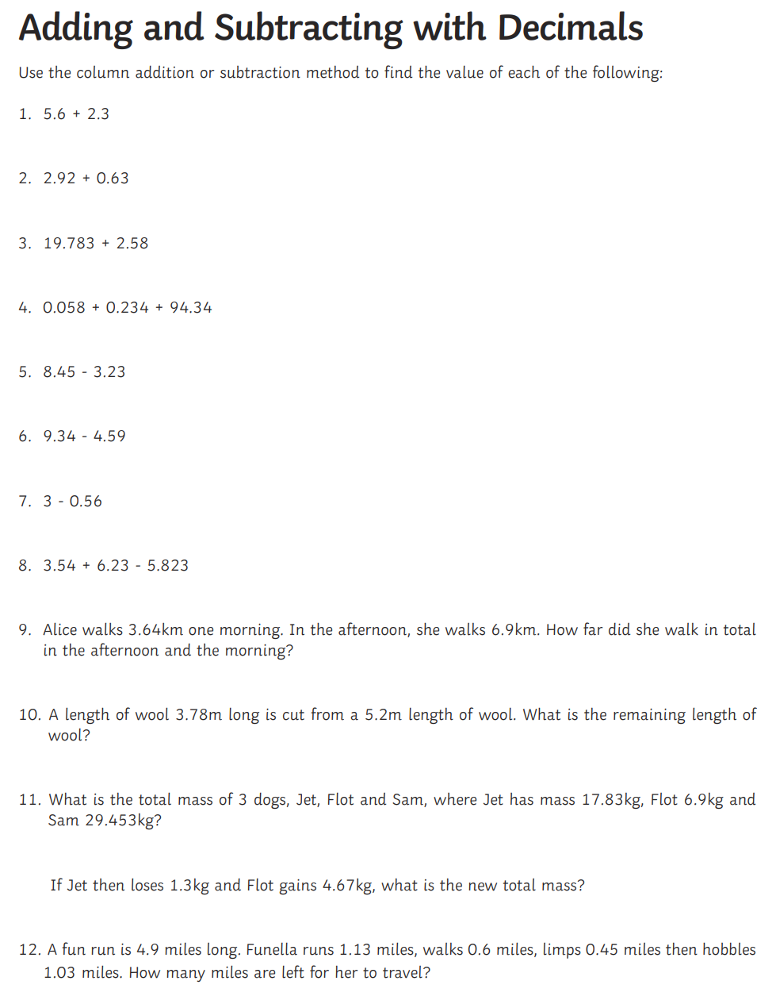 Adding and Subtracting with Decimals
Use the column addition or subtraction method to find the value of each of the following:
1. 5.6 + 2.3
2. 2.92 + 0.63
3. 19.783 + 2.58
4. 0.058 + 0.234 + 94.34
5. 8.45 - 3.23
6. 9.34 - 4.59
7. 3 - 0.56
8. 3.54 + 6.23 - 5.823
9. Alice walks 3.64km one morning. In the afternoon, she walks 6.9km. How far did she walk in total
in the afternoon and the morning?
10. A length of wool 3.78m long is cut from a 5.2m length of wool. What is the remaining length of
wool?
11. What is the total mass of 3 dogs, Jet, Flot and Sam, where Jet has mass 17.83kg, Flot 6.9kg and
Sam 29.453kg?
If Jet then loses 1.3kg and Flot gains 4.67kg, what is the new total mass?
12. A fun run is 4.9 miles long. Funella runs 1.13 miles, walks 0.6 miles, limps 0.45 miles then hobbles
1.03 miles. How many miles are left for her to travel?